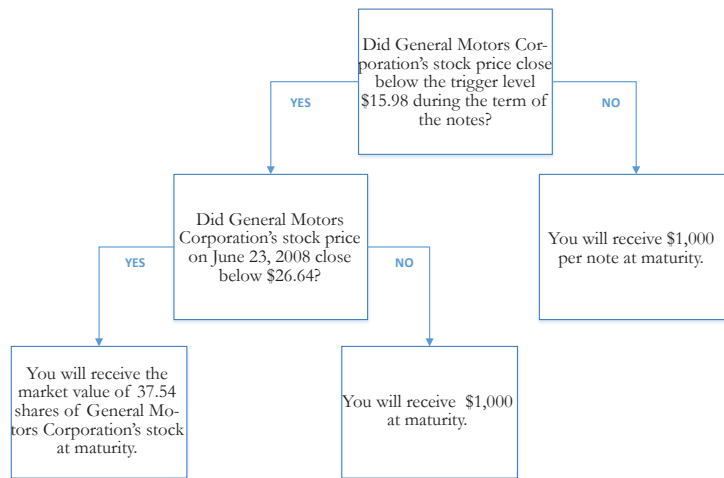 Did General Motors Cor-
poration's stock price close
below the trigger level
$15.98 during the term of
the notes?
YES
NO
Did General Motors
Corporation's stock price
on June 23, 2008 close
below $26.64?
You will receive $1,000
per note at maturity.
YES
NO
You will receive the
market value of 37.54
shares of General Mo-
tors Corporation's stock
at maturity.
You will receive $1,000
at maturity.